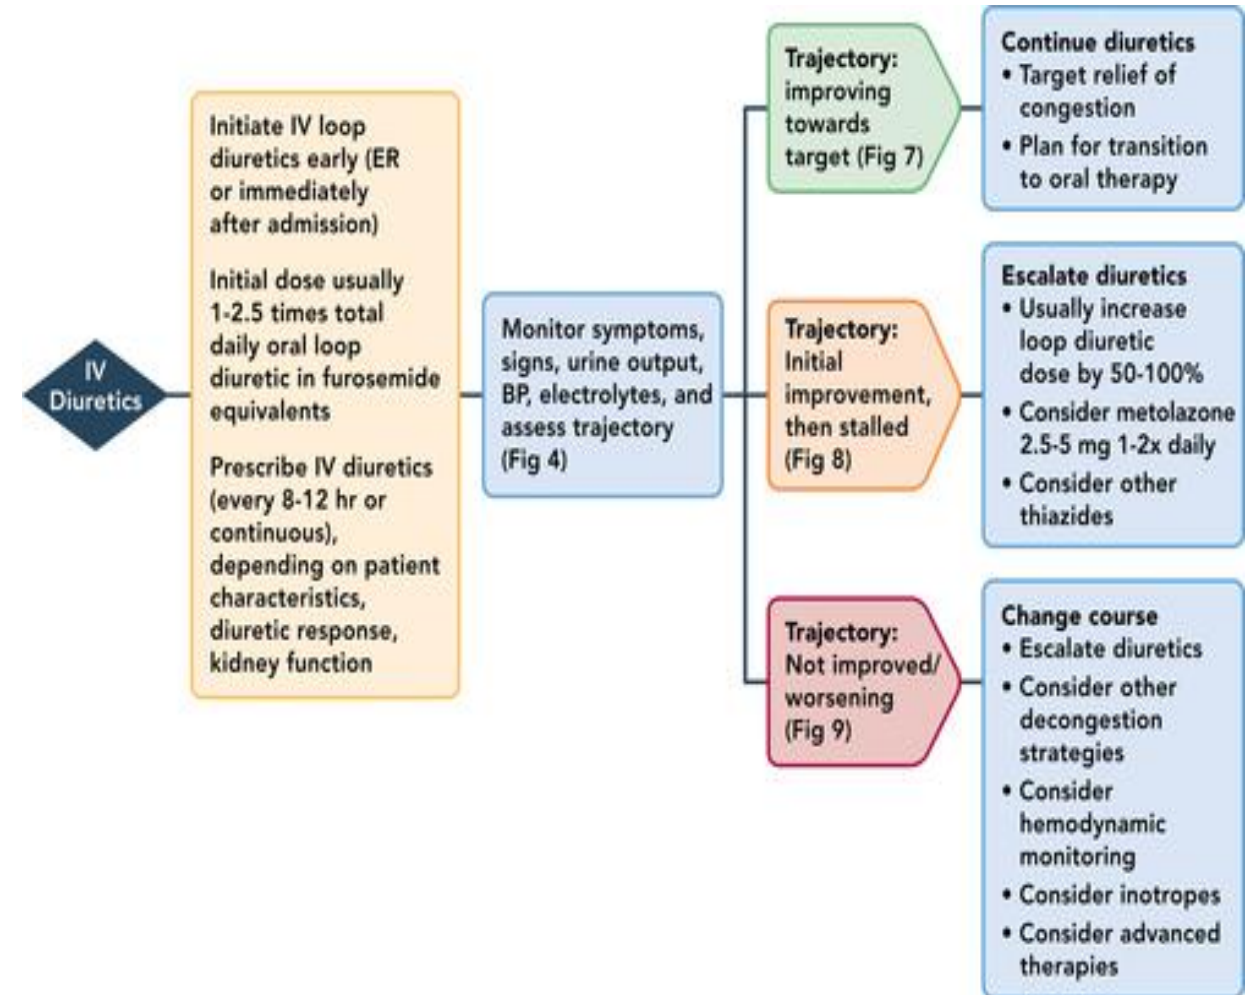 IV
Diuretics
Initiate IV loop
diuretics early (ER
or immediately
after admission)
Initial dose usually
1-2.5 times total
daily oral loop
diuretic in furosemide
equivalents
Prescribe IV diuretics
(every 8-12 hr or
continuous),
depending on patient
characteristics,
diuretic response,
kidney function
Monitor symptoms,
signs, urine output,
BP, electrolytes, and
assess trajectory
(Fig 4)
Trajectory:
improving
towards
target (Fig 7)
Continue diuretics
• Target relief of
congestion
• Plan for transition
to oral therapy
Trajectory:
Initial
improvement,
then stalled
(Fig 8)
Escalate diuretics
• Usually increase
loop diuretic
dose by 50-100%
• Consider metolazone
2.5-5 mg 1-2x daily
• Consider other
thiazides
Trajectory:
Not improved/
worsening
(Fig 9)
Change course
• Escalate diuretics
• Consider other
decongestion
strategies
• Consider
hemodynamic
monitoring
• Consider inotropes
• Consider advanced
therapies